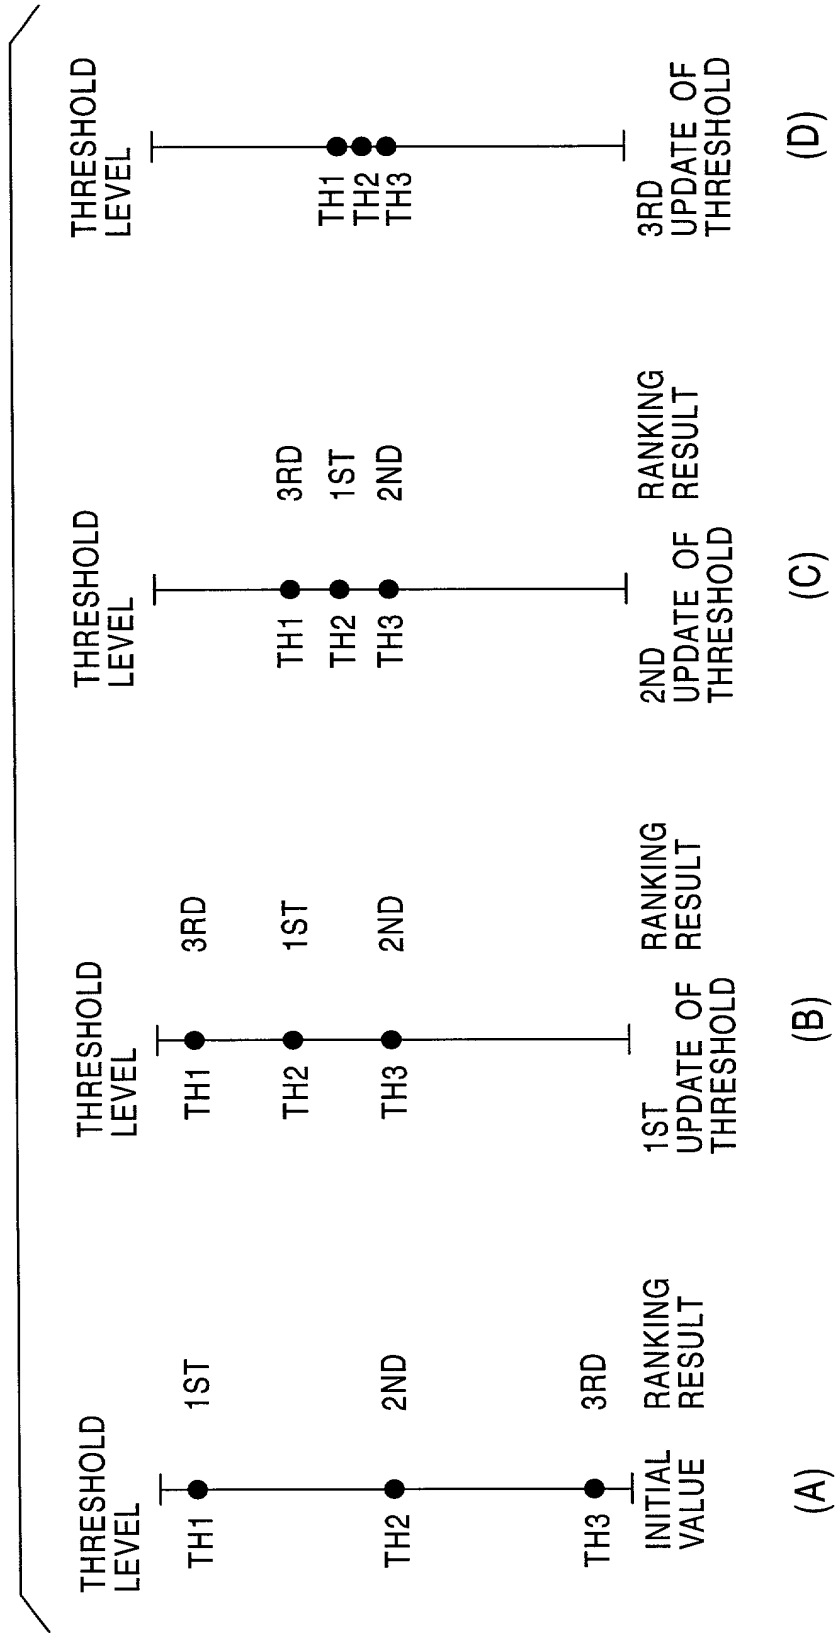 THRESHOLD
LEVEL
TH1
TH2
TH3
1ST
2ND
3RD
INITIAL
VALUE
RANKING
RESULT
(A)
THRESHOLD
LEVEL
TH1
TH2
TH3
3RD
1ST
2ND
1ST
UPDATE OF
THRESHOLD
RANKING
RESULT
(B)
THRESHOLD
LEVEL
TH1
TH2
TH3
3RD
1ST
2ND
2ND
UPDATE OF
THRESHOLD
RANKING
RESULT
(C)
THRESHOLD
LEVEL
TH1
TH2
TH3
3RD
UPDATE OF
THRESHOLD
(D)